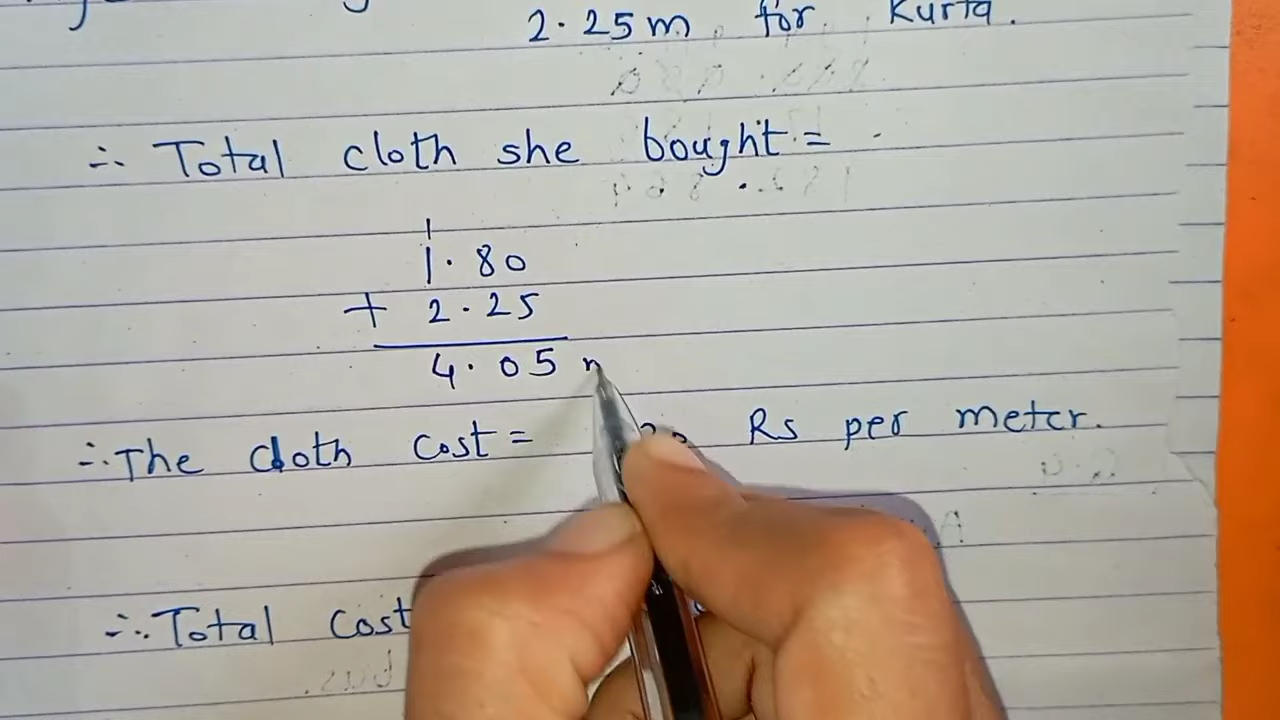 2.25m for Kurta.
∴ Total cloth she bought =
1
1.80
+ 2.25
4.05 m
∴ The cloth cost = Rs per meter.
∴ Total cost